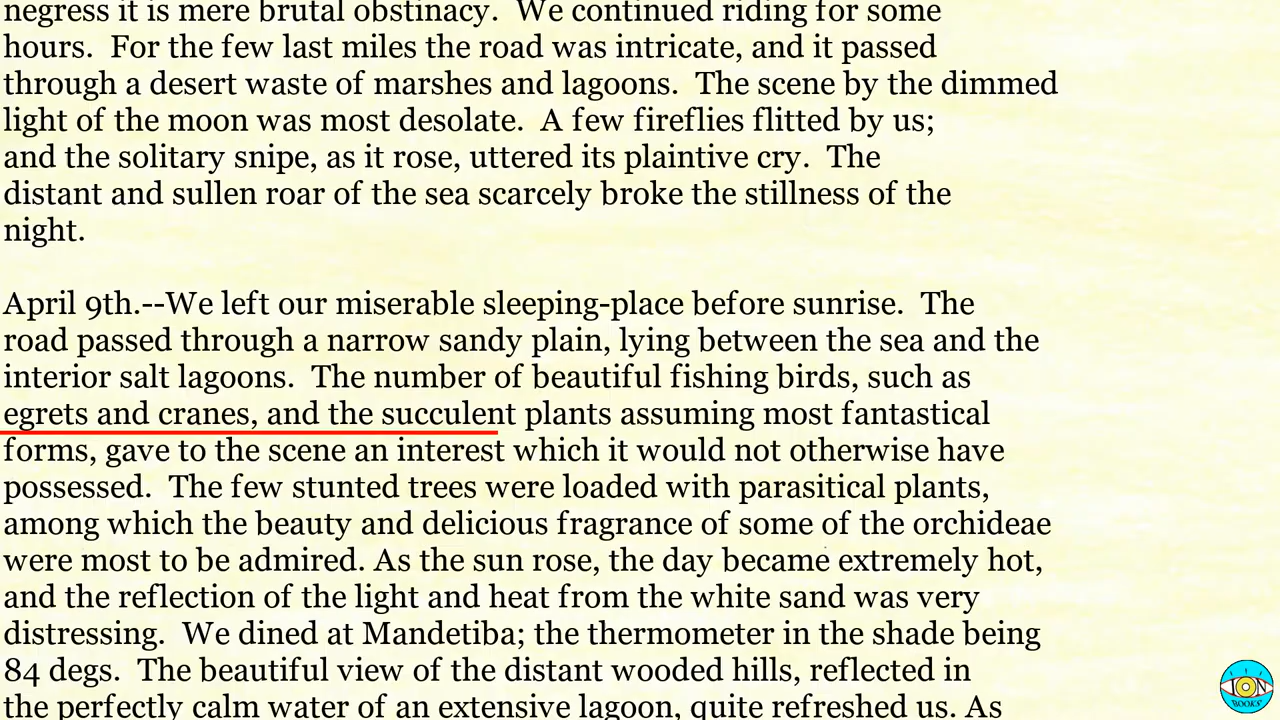 negress it is mere brutal obstinacy.  We continued riding for some
hours.  For the few last miles the road was intricate, and it passed
through a desert waste of marshes and lagoons.  The scene by the dimmed
light of the moon was most desolate.  A few fireflies flitted by us;
and the solitary snipe, as it rose, uttered its plaintive cry.  The
distant and sullen roar of the sea scarcely broke the stillness of the
night.

April 9th.--We left our miserable sleeping-place before sunrise.  The
road passed through a narrow sandy plain, lying between the sea and the
interior salt lagoons.  The number of beautiful fishing birds, such as
egrets and cranes, and the succulent plants assuming most fantastical
forms, gave to the scene an interest which it would not otherwise have
possessed.  The few stunted trees were loaded with parasitical plants,
among which the beauty and delicious fragrance of some of the orchideae
were most to be admired. As the sun rose, the day became extremely hot,
and the reflection of the light and heat from the white sand was very
distressing.  We dined at Mandetiba; the thermometer in the shade being
84 degs.  The beautiful view of the distant wooded hills, reflected in
the perfectly calm water of an extensive lagoon, quite refreshed us. As
ION
BOOKS